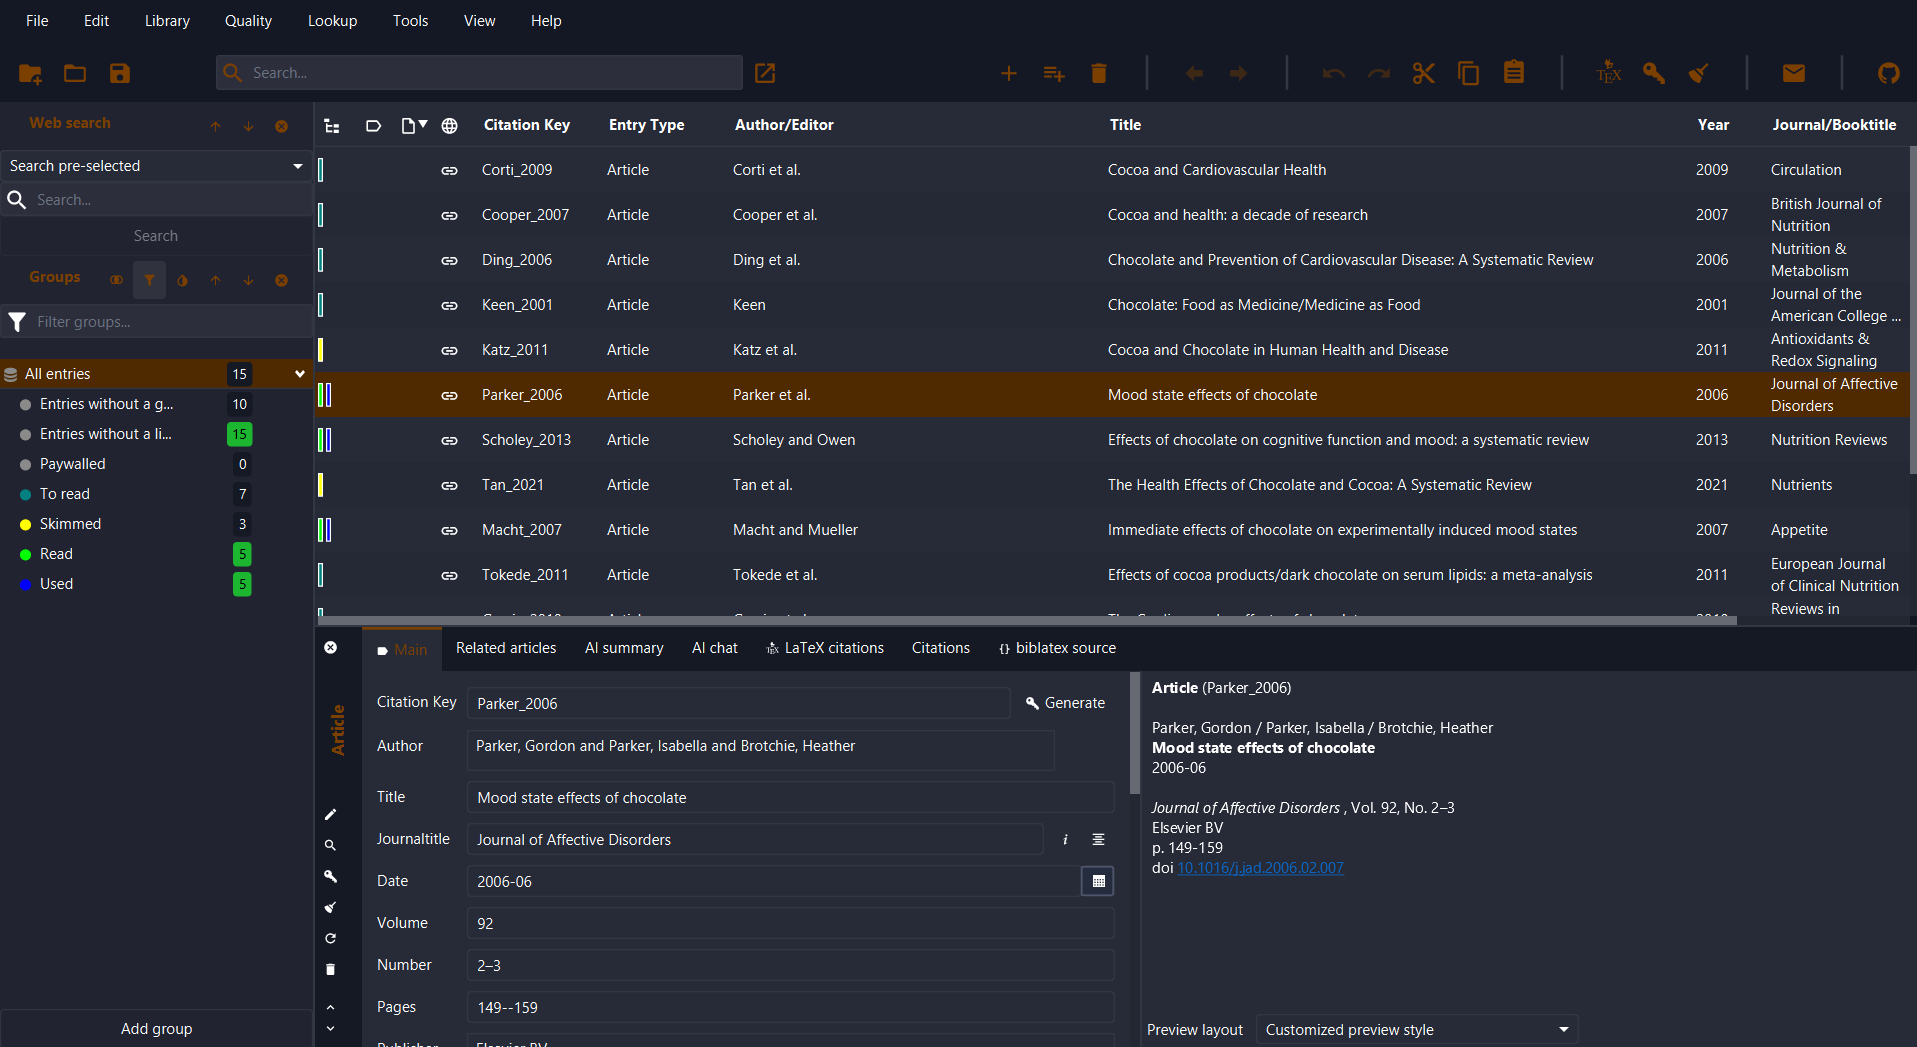 File Edit Library Quality Lookup Tools View Help
Search...
TEX
Web search
Search pre-selected
Search...
Search
Groups
Filter groups...
All entries 15
Entries without a g... 10
Entries without a li... 15
Paywalled 0
To read 7
Skimmed 3
Read 5
Used 5
Add group
Citation Key Entry Type Author/Editor Title Year Journal/Booktitle
Corti_2009 Article Corti et al. Cocoa and Cardiovascular Health 2009 Circulation
Cooper_2007 Article Cooper et al. Cocoa and health: a decade of research 2007 British Journal of
Nutrition
Ding_2006 Article Ding et al. Chocolate and Prevention of Cardiovascular Disease: A Systematic Review 2006 Nutrition &
Metabolism
Keen_2001 Article Keen Chocolate: Food as Medicine/Medicine as Food 2001 Journal of the
American College ...
Katz_2011 Article Katz et al. Cocoa and Chocolate in Human Health and Disease 2011 Antioxidants &
Redox Signaling
Parker_2006 Article Parker et al. Mood state effects of chocolate 2006 Journal of Affective
Disorders
Scholey_2013 Article Scholey and Owen Effects of chocolate on cognitive function and mood: a systematic review 2013 Nutrition Reviews
Tan_2021 Article Tan et al. The Health Effects of Chocolate and Cocoa: A Systematic Review 2021 Nutrients
Macht_2007 Article Macht and Mueller Immediate effects of chocolate on experimentally induced mood states 2007 Appetite
Tokede_2011 Article Tokede et al. Effects of cocoa products/dark chocolate on serum lipids: a meta-analysis 2011 European Journal
of Clinical Nutrition
Reviews in
Main Related articles AI summary AI chat TEX LaTeX citations Citations {} biblatex source
Article
Citation Key Parker_2006 Generate
Author Parker, Gordon and Parker, Isabella and Brotchie, Heather
Title Mood state effects of chocolate
Journaltitle Journal of Affective Disorders i
Date 2006-06
Volume 92
Number 2–3
Pages 149--159
Publisher Elsevier BV
Article (Parker_2006)
Parker, Gordon / Parker, Isabella / Brotchie, Heather
Mood state effects of chocolate
2006-06
Journal of Affective Disorders , Vol. 92, No. 2–3
Elsevier BV
p. 149-159
doi 10.1016/j.jad.2006.02.007
Preview layout Customized preview style